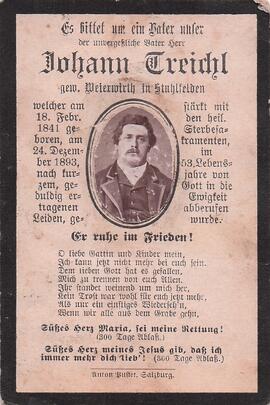 Es bittet um ein Vater unser
der unvergeßliche Vater Herr
Johann Treichl
gew. Meierwirth in Stuhlfelden
welcher am
18. Febr.
1841 ge-
boren, am
24. Dezem-
ber 1893,
nach kur-
zem, ge-
duldig er-
tragenen
Leiden, ge-
stärkt mit
den heil.
Sterbesa-
kramenten,
im
53. Lebens-
jahre von
Gott in die
Ewigkeit
abberufen
wurde.
Er ruhe im Frieden!
O liebe Gattin und Kinder mein,
Ich kann jetzt nicht mehr bei euch sein.
Dem lieben Gott hat es gefallen,
Mich zu trennen von euch Allen.
Ihr standet weinend um mich her,
Kein Trost war wohl für euch jetzt mehr
Als nur ein einstiges Wiederseh'n,
Wenn wir alle aus dem Grabe gehn.
Süßes Herz Maria, sei meine Rettung!
(300 Tage Ablaß.)
Süßes Herz meines Jesus gib, daß ich
immer mehr dich lieb'! (300 Tage Ablaß.)
Anton Pustet, Salzburg.